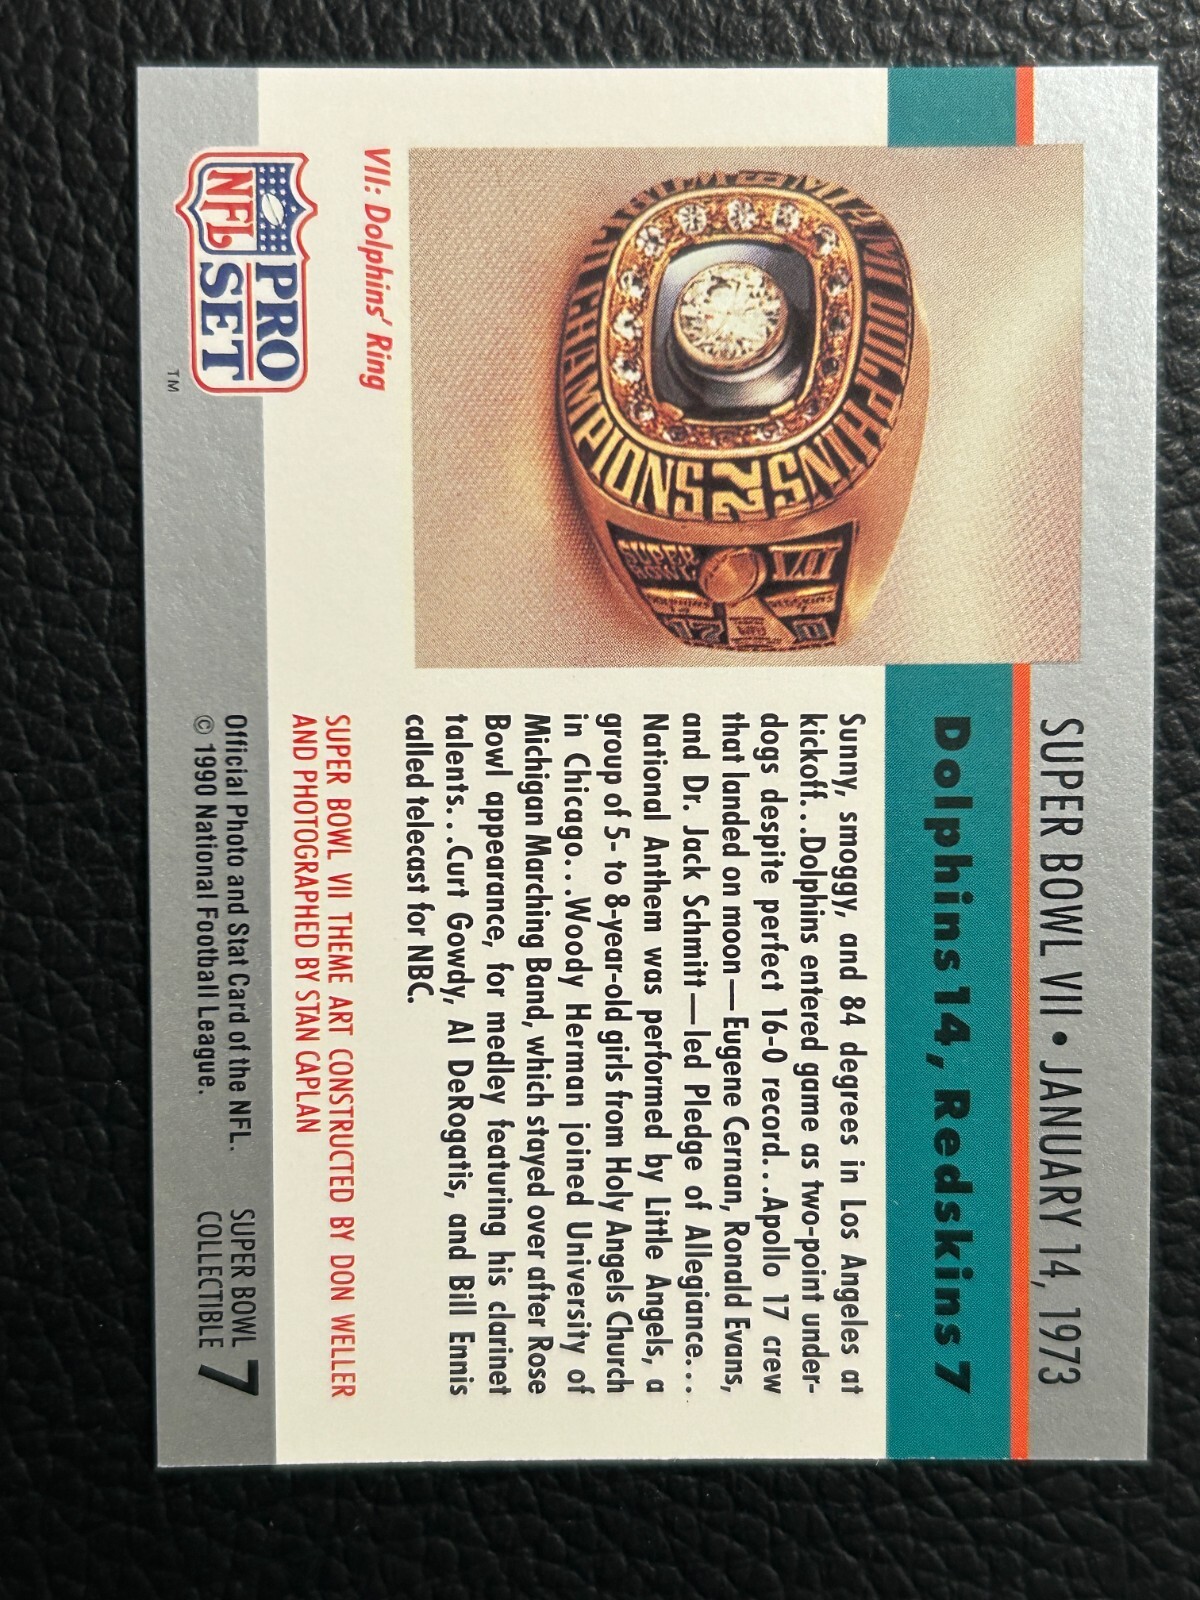 SUPER BOWL VII • JANUARY 14, 1973
Dolphins 14, Redskins 7
MIAMI DOLPHINS
72
CHAMPIONS
VII
SUPER BOWL
DOLPHINS REDSKINS
Sunny, smoggy, and 84 degrees in Los Angeles at
kickoff...Dolphins entered game as two-point under-
dogs despite perfect 16-0 record...Apollo 17 crew
that landed on moon—Eugene Cernan, Ronald Evans,
and Dr. Jack Schmitt—led Pledge of Allegiance...
National Anthem was performed by Little Angels, a
group of 5- to 8-year-old girls from Holy Angels Church
in Chicago...Woody Herman joined University of
Michigan Marching Band, which stayed over after Rose
Bowl appearance, for medley featuring his clarinet
talents...Curt Gowdy, Al DeRogatis, and Bill Ennis
called telecast for NBC.
VII: Dolphins' Ring
SUPER BOWL VII THEME ART CONSTRUCTED BY DON WELLER
AND PHOTOGRAPHED BY STAN CAPLAN
NFL
PRO
SET
TM
Official Photo and Stat Card of the NFL.
© 1990 National Football League.
SUPER BOWL
COLLECTIBLE 7